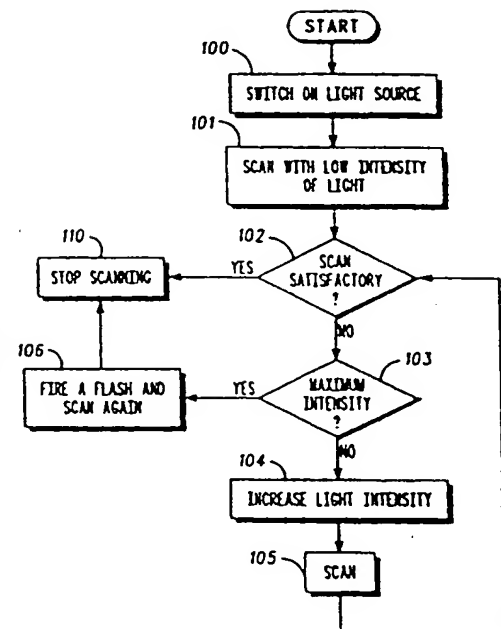 START
100
SWITCH ON LIGHT SOURCE
101
SCAN WITH LOW INTENSITY
OF LIGHT
102
SCAN
SATISFACTORY
?
YES
110
STOP SCANNING
NO
103
MAXIMUM
INTENSITY
?
YES
106
FIRE A FLASH AND
SCAN AGAIN
NO
104
INCREASE LIGHT INTENSITY
105
SCAN